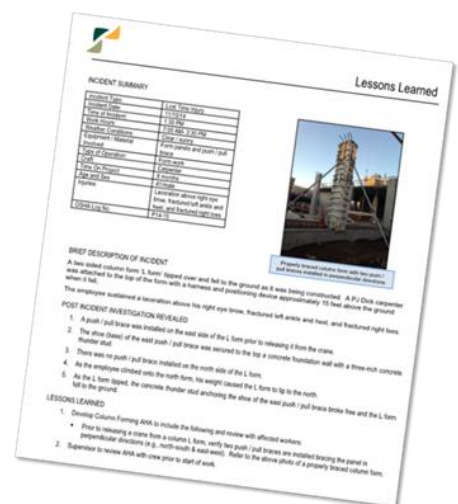 Lessons Learned
INCIDENT SUMMARY
Incident Type: Lost Time Injury
Incident Date: 11/10/14
Time of Incident: 1:30 PM
Work Hours: 7:00 AM- 3:30 PM
Weather Conditions: Clear / sunny
Equipment / Material Involved: Form panels and push / pull brace
Type of Operation: Form work
Craft: Carpenter
Time On Project: months
Age and Sex: 41/male
Injuries: Laceration above right eye brow, fractured left ankle and heel, and fractured right toes
OSHA Log No.
Properly braced column form with two push /
pull braces installed in perpendicular directions
BRIEF DESCRIPTION OF INCIDENT
A two sided column form 'L form' tipped over and fell to the ground as it was being constructed. A PJ Dick carpenter
was attached to the top of the form with a harness and positioning device approximately 15 feet above the ground
when it fell.
The employee sustained a laceration above his right eye brow, fractured left ankle and heel, and fractured right toes.
POST INCIDENT INVESTIGATION REVEALED
1. A push / pull brace was installed on the east side of the L form prior to releasing it from the crane.
2. The shoe (base) of the east push / pull brace was secured to the top a concrete foundation wall with a three-inch concrete
thunder stud.
3. There was no push / pull brace installed on the north side of the L form.
4. As the employee climbed onto the north form, his weight caused the L form to tip to the north.
5. As the L form tipped, the concrete thunder stud anchoring the shoe of the east push / pull brace broke free and the L form
fell to the ground.
LESSONS LEARNED
1. Develop Column Forming AHA to include the following and review with affected workers:
• Prior to releasing a crane from a column L form, verify two push / pull braces are installed bracing the panel in
perpendicular directions (e.g., north-south & east-west). Refer to the above photo of a properly braced column form.
2. Supervisor to review AHA with crew prior to start of work.